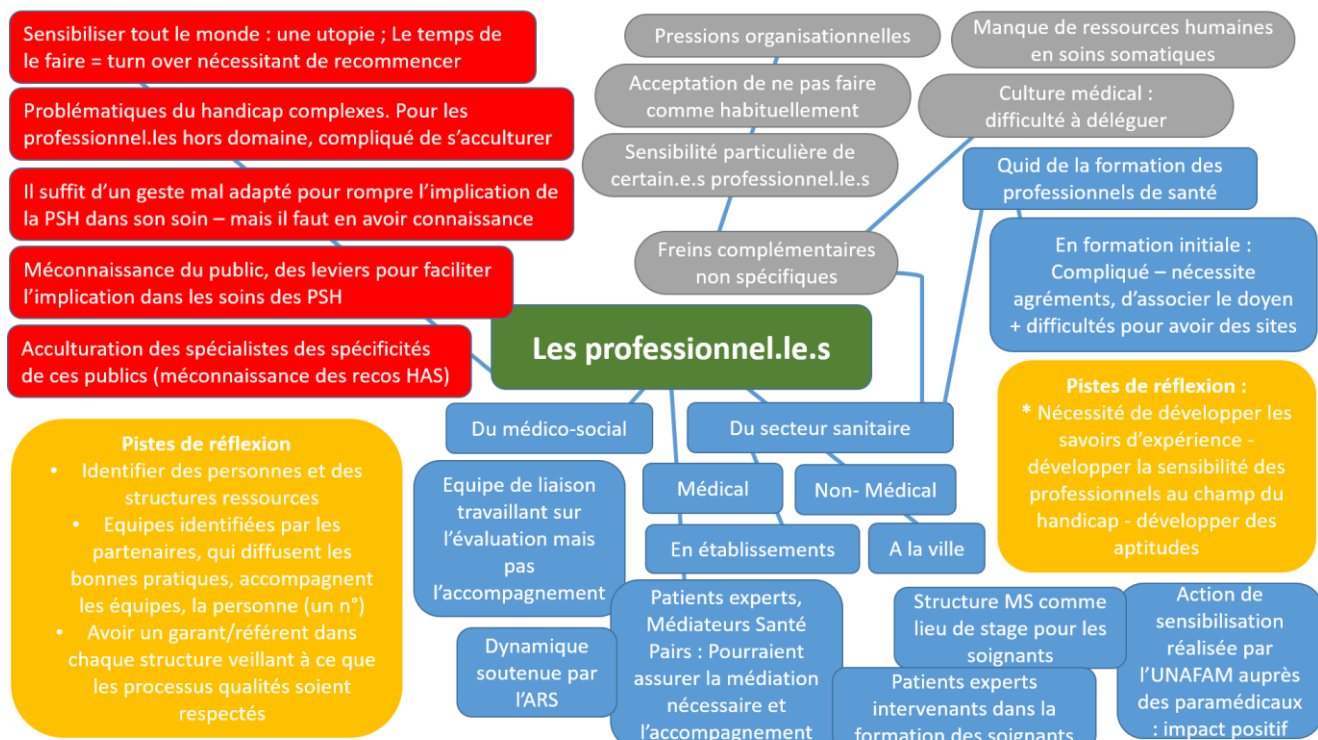 Sensibiliser tout le monde : une utopie ; Le temps de
le faire = turn over nécessitant de recommencer
Problématiques du handicap complexes. Pour les
professionnel.les hors domaine, compliqué de s’acculturer
Il suffit d’un geste mal adapté pour rompre l’implication de
la PSH dans son soin – mais il faut en avoir connaissance
Méconnaissance du public, des leviers pour faciliter
l’implication dans les soins des PSH
Acculturation des spécialistes des spécificités
de ces publics (méconnaissance des recos HAS)
Pressions organisationnelles
Acceptation de ne pas faire
comme habituellement
Sensibilité particulière de
certain.e.s professionnel.le.s
Manque de ressources humaines
en soins somatiques
Culture médical :
difficulté à déléguer
Freins complémentaires
non spécifiques
Quid de la formation des
professionnels de santé
En formation initiale :
Compliqué – nécessite
agréments, d’associer le doyen
+ difficultés pour avoir des sites
Les professionnel.le.s
Pistes de réflexion :
* Nécessité de développer les
savoirs d’expérience -
développer la sensibilité des
professionnels au champ du
handicap - développer des
aptitudes
Pistes de réflexion
• Identifier des personnes et des
structures ressources
• Equipes identifiées par les
partenaires, qui diffusent les
bonnes pratiques, accompagnent
les équipes, la personne (un n°)
• Avoir un garant/référent dans
chaque structure veillant à ce que
les processus qualités soient
respectés
Du médico-social
Du secteur sanitaire
Equipe de liaison
travaillant sur
l’évaluation mais
pas
l’accompagnement
Médical
Non- Médical
En établissements
A la ville
Dynamique
soutenue par
l’ARS
Patients experts,
Médiateurs Santé
Pairs : Pourraient
assurer la médiation
nécessaire et
l’accompagnement
Structure MS comme
lieu de stage pour les
soignants
Patients experts
intervenants dans la
formation des soignants
Action de
sensibilisation
réalisée par
l’UNAFAM auprès
des paramédicaux
: impact positif